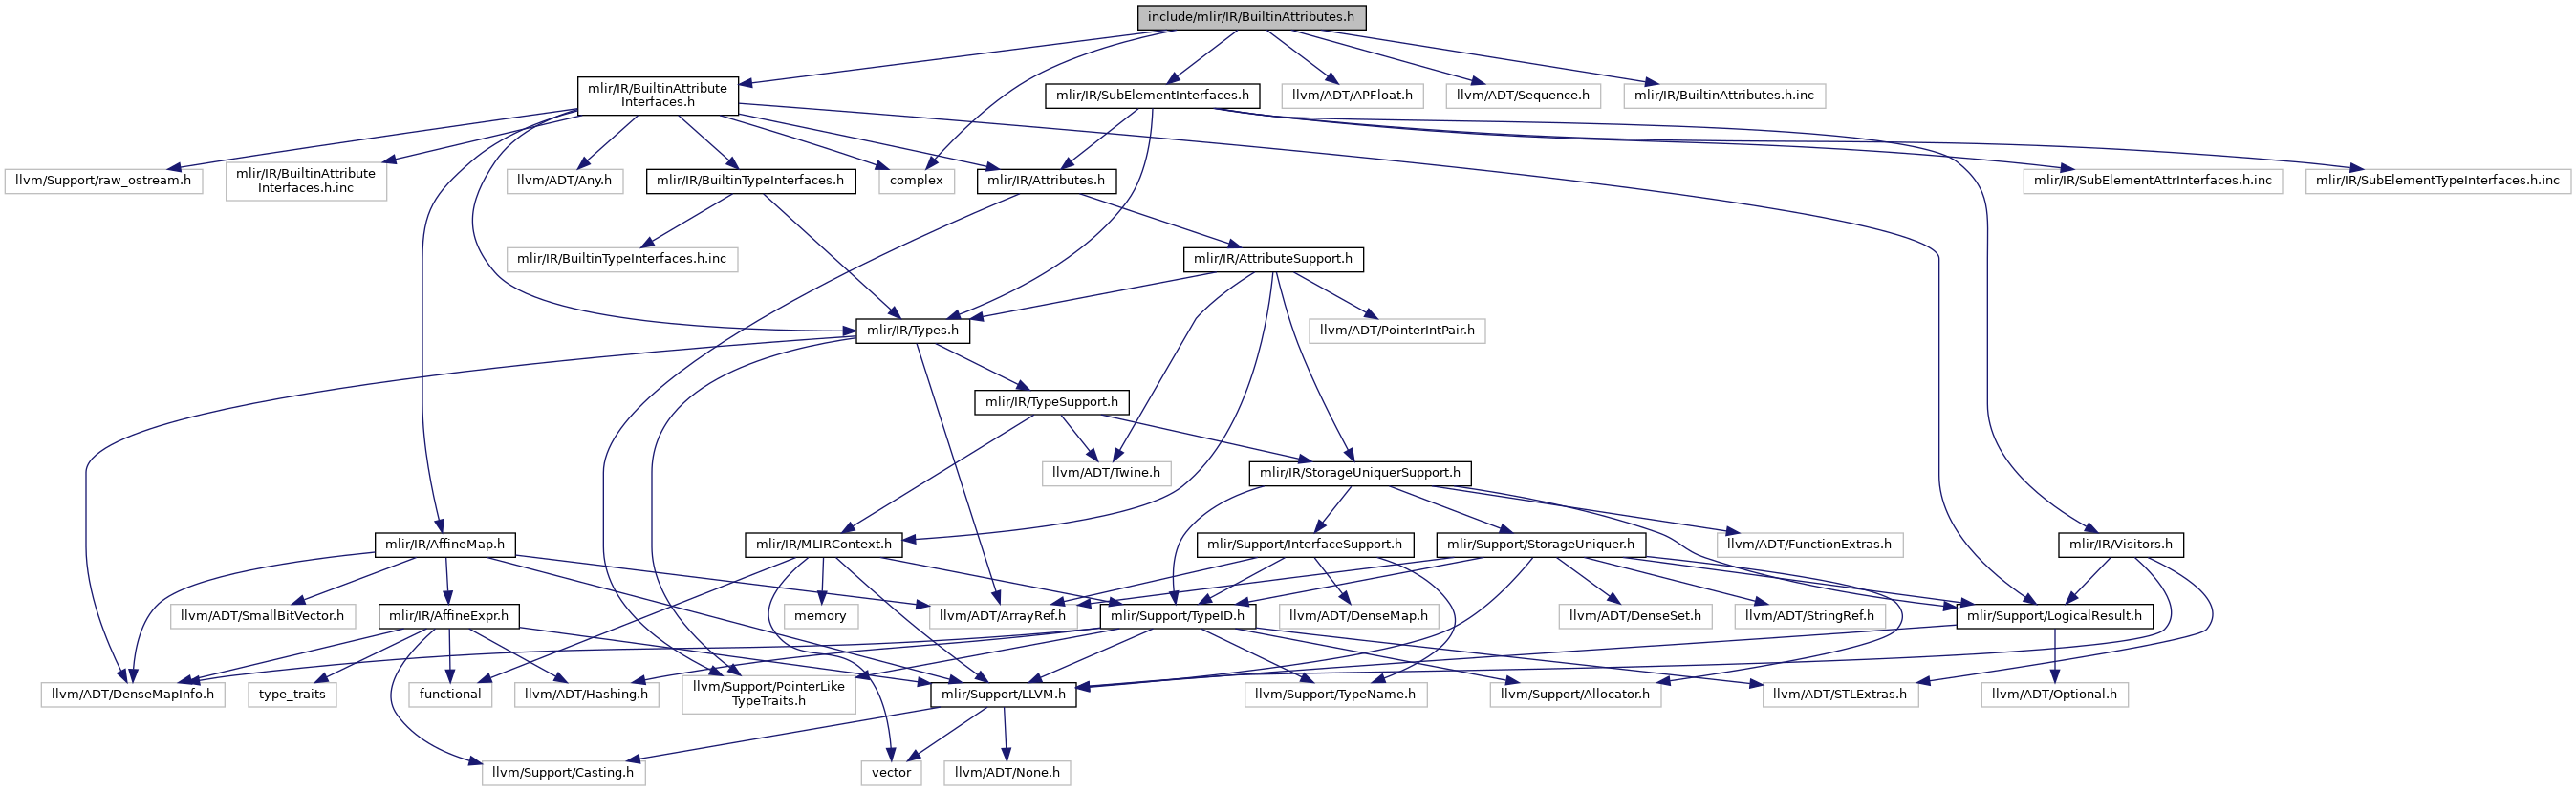 include/mlir/IR/BuiltinAttributes.h
mlir/IR/BuiltinAttribute
Interfaces.h
mlir/IR/SubElementInterfaces.h
llvm/ADT/APFloat.h
llvm/ADT/Sequence.h
mlir/IR/BuiltinAttributes.h.inc
llvm/Support/raw_ostream.h
mlir/IR/BuiltinAttribute
Interfaces.h.inc
llvm/ADT/Any.h
mlir/IR/BuiltinTypeInterfaces.h
complex
mlir/IR/Attributes.h
mlir/IR/SubElementAttrInterfaces.h.inc
mlir/IR/SubElementTypeInterfaces.h.inc
mlir/IR/BuiltinTypeInterfaces.h.inc
mlir/IR/AttributeSupport.h
mlir/IR/Types.h
llvm/ADT/PointerIntPair.h
mlir/IR/TypeSupport.h
llvm/ADT/Twine.h
mlir/IR/StorageUniquerSupport.h
mlir/IR/AffineMap.h
mlir/IR/MLIRContext.h
mlir/Support/InterfaceSupport.h
mlir/Support/StorageUniquer.h
llvm/ADT/FunctionExtras.h
mlir/IR/Visitors.h
llvm/ADT/SmallBitVector.h
mlir/IR/AffineExpr.h
memory
llvm/ADT/ArrayRef.h
mlir/Support/TypeID.h
llvm/ADT/DenseMap.h
llvm/ADT/DenseSet.h
llvm/ADT/StringRef.h
mlir/Support/LogicalResult.h
llvm/ADT/DenseMapInfo.h
type_traits
functional
llvm/ADT/Hashing.h
llvm/Support/PointerLike
TypeTraits.h
mlir/Support/LLVM.h
llvm/Support/TypeName.h
llvm/Support/Allocator.h
llvm/ADT/STLExtras.h
llvm/ADT/Optional.h
llvm/Support/Casting.h
vector
llvm/ADT/None.h